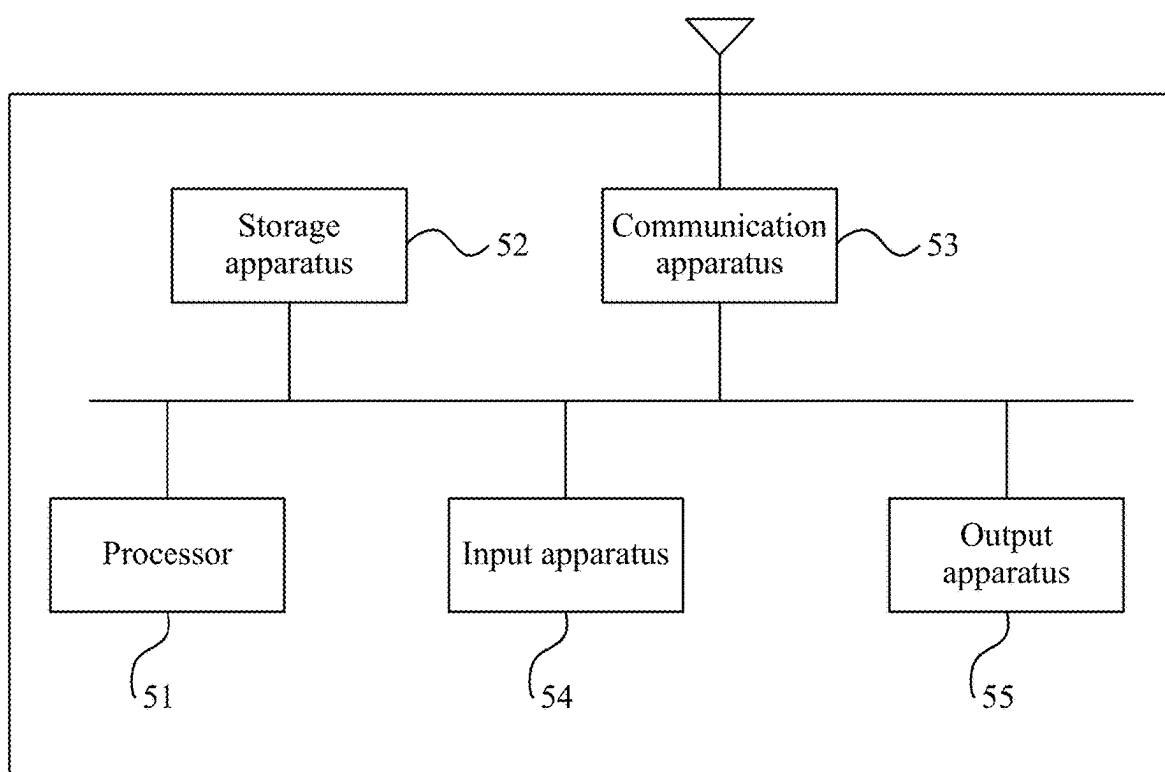 Storage
apparatus
52
Communication
apparatus
53
Processor
Input apparatus
Output
apparatus
51
54
55